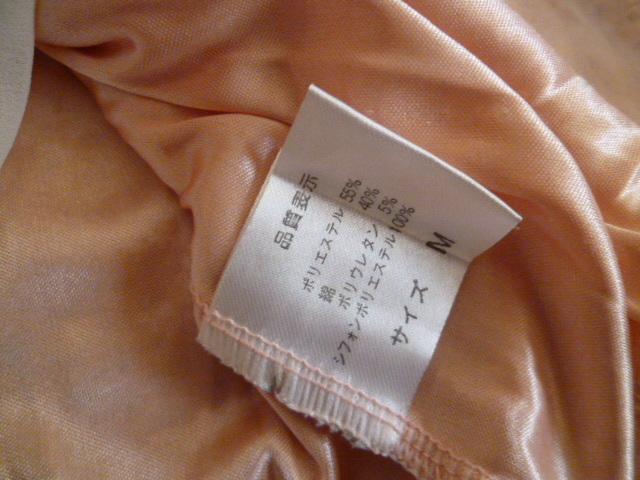 品質表示
ポリエステル 55%
綿 40%
ポリウレタン 5%
シフォンポリエステル100%
サイズ M